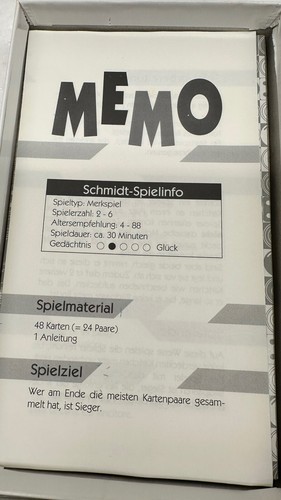 MEMO
Schmidt-Spielinfo
Spieltyp: Merkspiel
Spielerzahl: 2 - 6
Altersempfehlung: 4 - 88
Spieldauer: ca. 30 Minuten
Gedächtnis ○ ● ○ ○ ○ Glück
Spielmaterial
48 Karten (= 24 Paare)
1 Anleitung
Spielziel
Wer am Ende die meisten Kartenpaare gesam-
melt hat, ist Sieger.